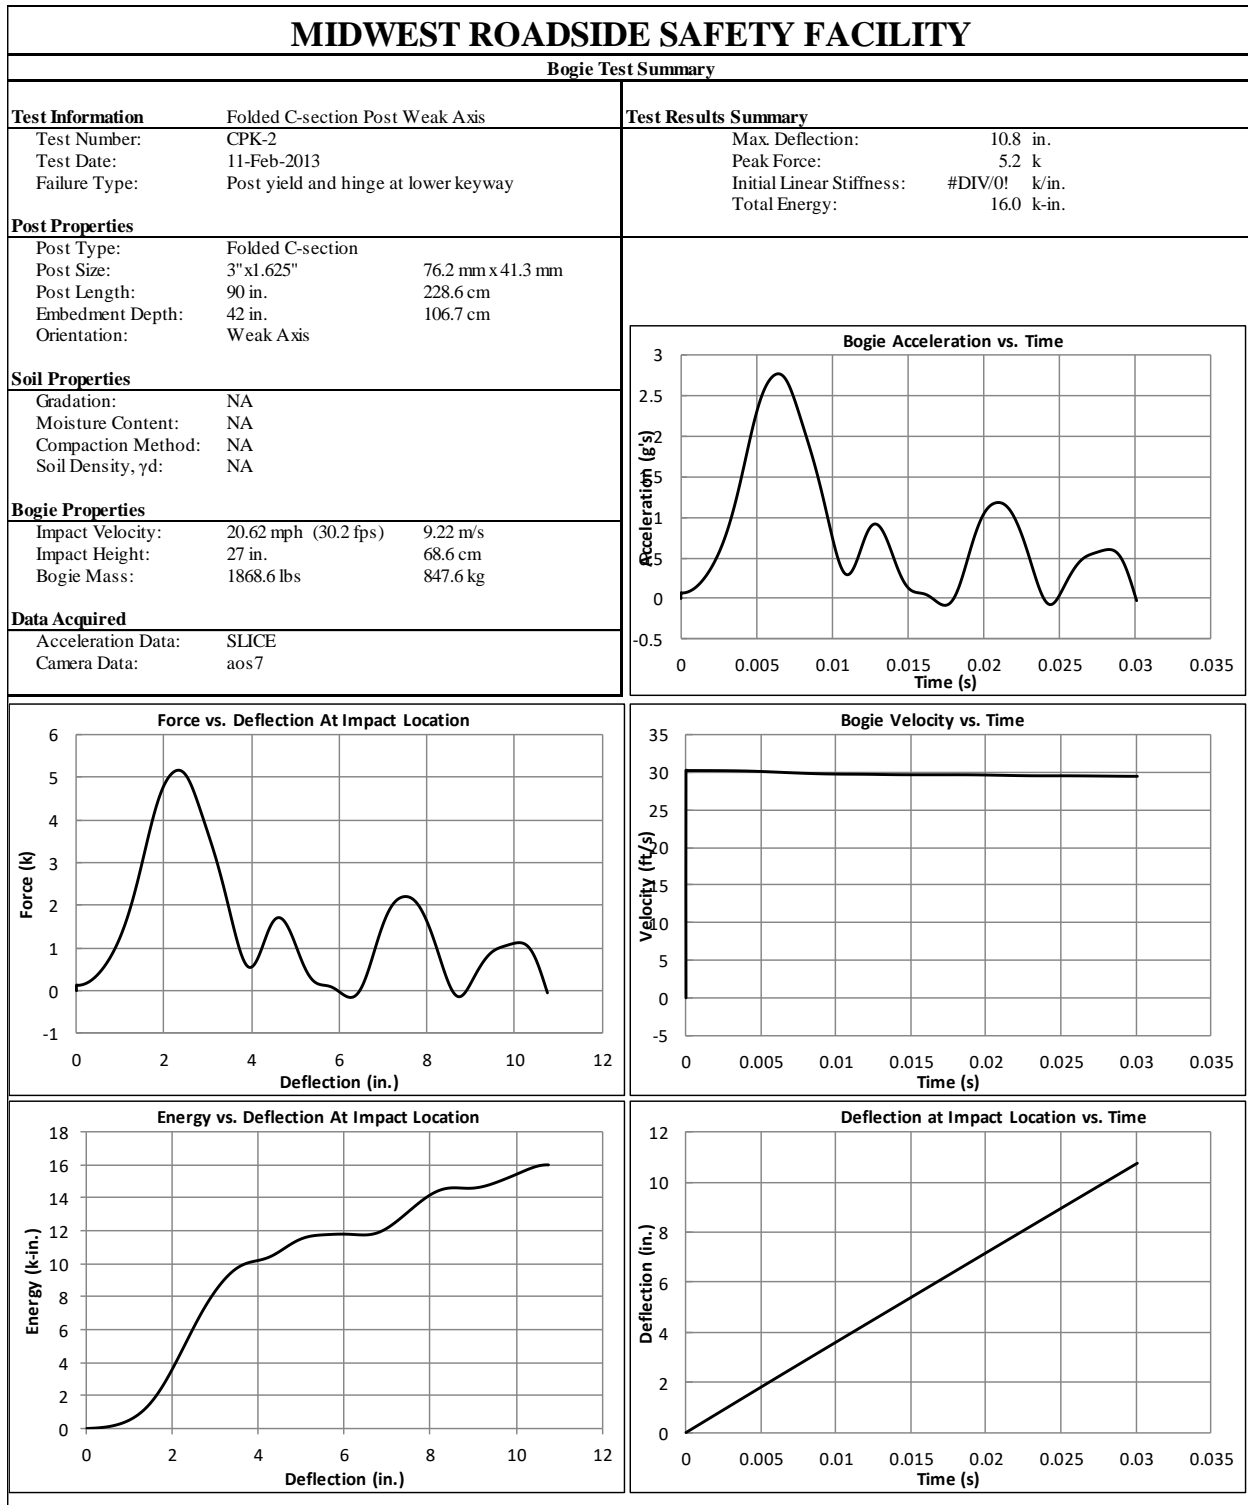 MIDWEST ROADSIDE SAFETY FACILITY
Bogie Test Summary
Test Information Folded C-section Post Weak Axis
Test Number: CPK-2
Test Date: 11-Feb-2013
Failure Type: Post yield and hinge at lower keyway
Post Properties
Post Type: Folded C-section
Post Size: 3"x1.625" 76.2 mm x 41.3 mm
Post Length: 90 in. 228.6 cm
Embedment Depth: 42 in. 106.7 cm
Orientation: Weak Axis
Soil Properties
Gradation: NA
Moisture Content: NA
Compaction Method: NA
Soil Density, γd: NA
Bogie Properties
Impact Velocity: 20.62 mph (30.2 fps) 9.22 m/s
Impact Height: 27 in. 68.6 cm
Bogie Mass: 1868.6 lbs 847.6 kg
Data Acquired
Acceleration Data: SLICE
Camera Data: aos7
Test Results Summary
Max. Deflection: 10.8 in.
Peak Force: 5.2 k
Initial Linear Stiffness: #DIV/0! k/in.
Total Energy: 16.0 k-in.
Bogie Acceleration vs. Time
Acceleration (g's)
3
2.5
2
1.5
1
0.5
0
-0.5
0 0.005 0.01 0.015 0.02 0.025 0.03 0.035
Time (s)
Force vs. Deflection At Impact Location
Force (k)
6
5
4
3
2
1
0
-1
0 2 4 6 8 10 12
Deflection (in.)
Bogie Velocity vs. Time
Velocity (ft/s)
35
30
25
20
15
10
5
0
-5
0 0.005 0.01 0.015 0.02 0.025 0.03 0.035
Time (s)
Energy vs. Deflection At Impact Location
Energy (k-in.)
18
16
14
12
10
8
6
4
2
0
0 2 4 6 8 10 12
Deflection (in.)
Deflection at Impact Location vs. Time
Deflection (in.)
12
10
8
6
4
2
0
0 0.005 0.01 0.015 0.02 0.025 0.03 0.035
Time (s)